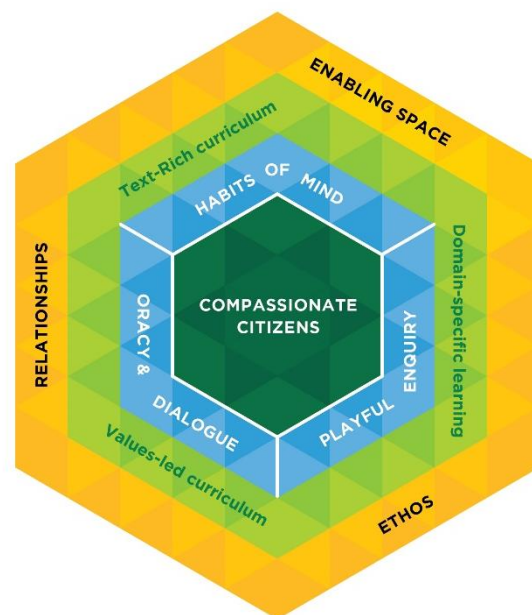 ENABLING SPACE
Text-Rich curriculum
HABITS OF MIND
RELATIONSHIPS
Domain-specific learning
ORACY & DIALOGUE
COMPASSIONATE
CITIZENS
PLAYFUL ENQUIRY
Values-led curriculum
ETHOS